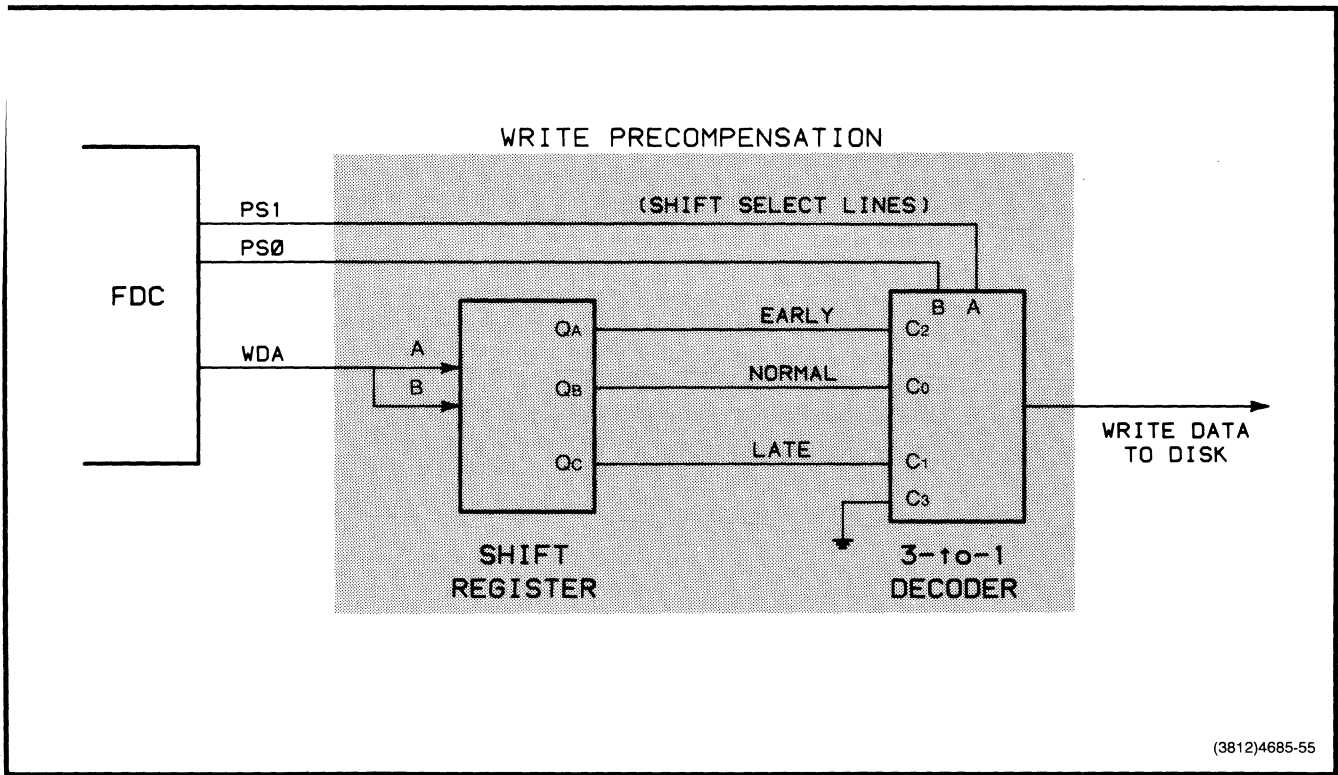 WRITE PRECOMPENSATION
PS1
(SHIFT SELECT LINES)
PSØ
FDC
B A
QA
EARLY
C2
WDA
A
B
QB
NORMAL
C0
WRITE DATA
TO DISK
QC
LATE
C1
C3
SHIFT
REGISTER
3-to-1
DECODER
(3812)4685-55